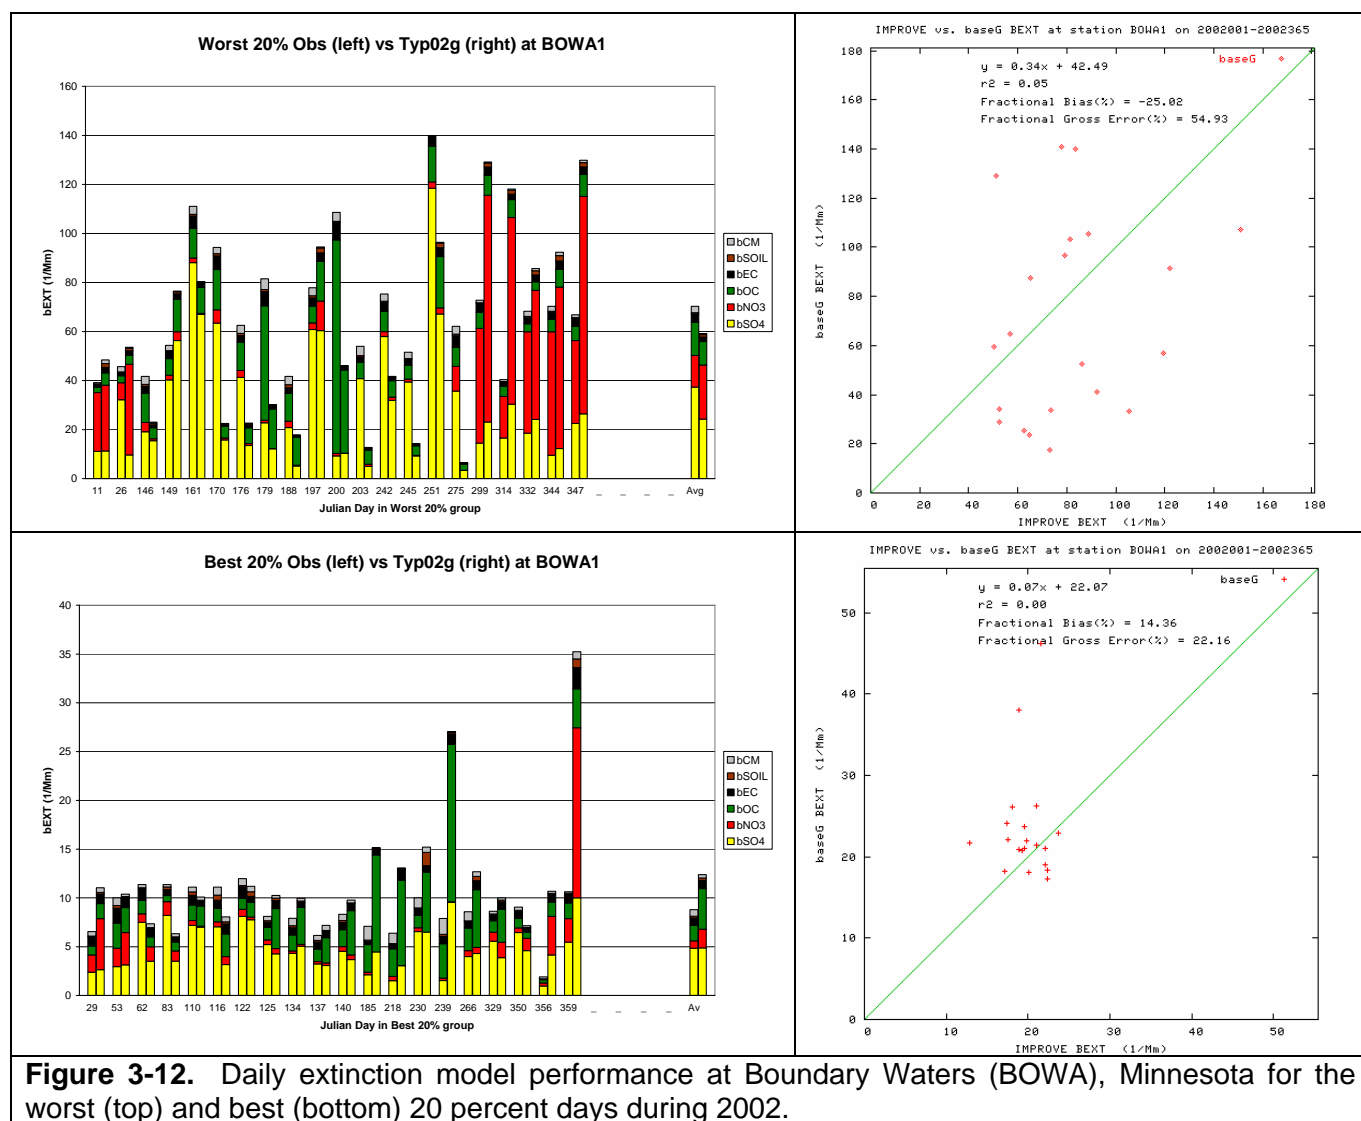 Worst 20% Obs (left) vs Typ02g (right) at BOWA1
160
140
120
100
80
60
40
20
0
bEXT (1/Mm)
11 26 146 149 161 170 176 179 188 197 200 203 242 245 251 275 299 314 332 344 347 _ _ _ _ Avg
Julian Day in Worst 20% group
bCM
bSOIL
bEC
bOC
bNO3
bSO4
IMPROVE vs. baseG BEXT at station BOWA1 on 2002001-2002365
baseG
y = 0.34x + 42.49
r2 = 0.05
Fractional Bias(%) = -25.02
Fractional Gross Error(%) = 54.93
180
160
140
120
100
80
60
40
20
0
baseG BEXT (1/Mm)
0 20 40 60 80 100 120 140 160 180
IMPROVE BEXT (1/Mm)
Best 20% Obs (left) vs Typ02g (right) at BOWA1
40
35
30
25
20
15
10
5
0
bEXT (1/Mm)
29 53 62 83 110 116 122 125 134 137 140 185 218 230 239 266 329 350 356 359 _ _ _ _ Av
Julian Day in Best 20% group
bCM
bSOIL
bEC
bOC
bNO3
bSO4
IMPROVE vs. baseG BEXT at station BOWA1 on 2002001-2002365
baseG
y = 0.07x + 22.07
r2 = 0.00
Fractional Bias(%) = 14.36
Fractional Gross Error(%) = 22.16
50
40
30
20
10
0
baseG BEXT (1/Mm)
0 10 20 30 40 50
IMPROVE BEXT (1/Mm)
Figure 3-12. Daily extinction model performance at Boundary Waters (BOWA), Minnesota for the
worst (top) and best (bottom) 20 percent days during 2002.